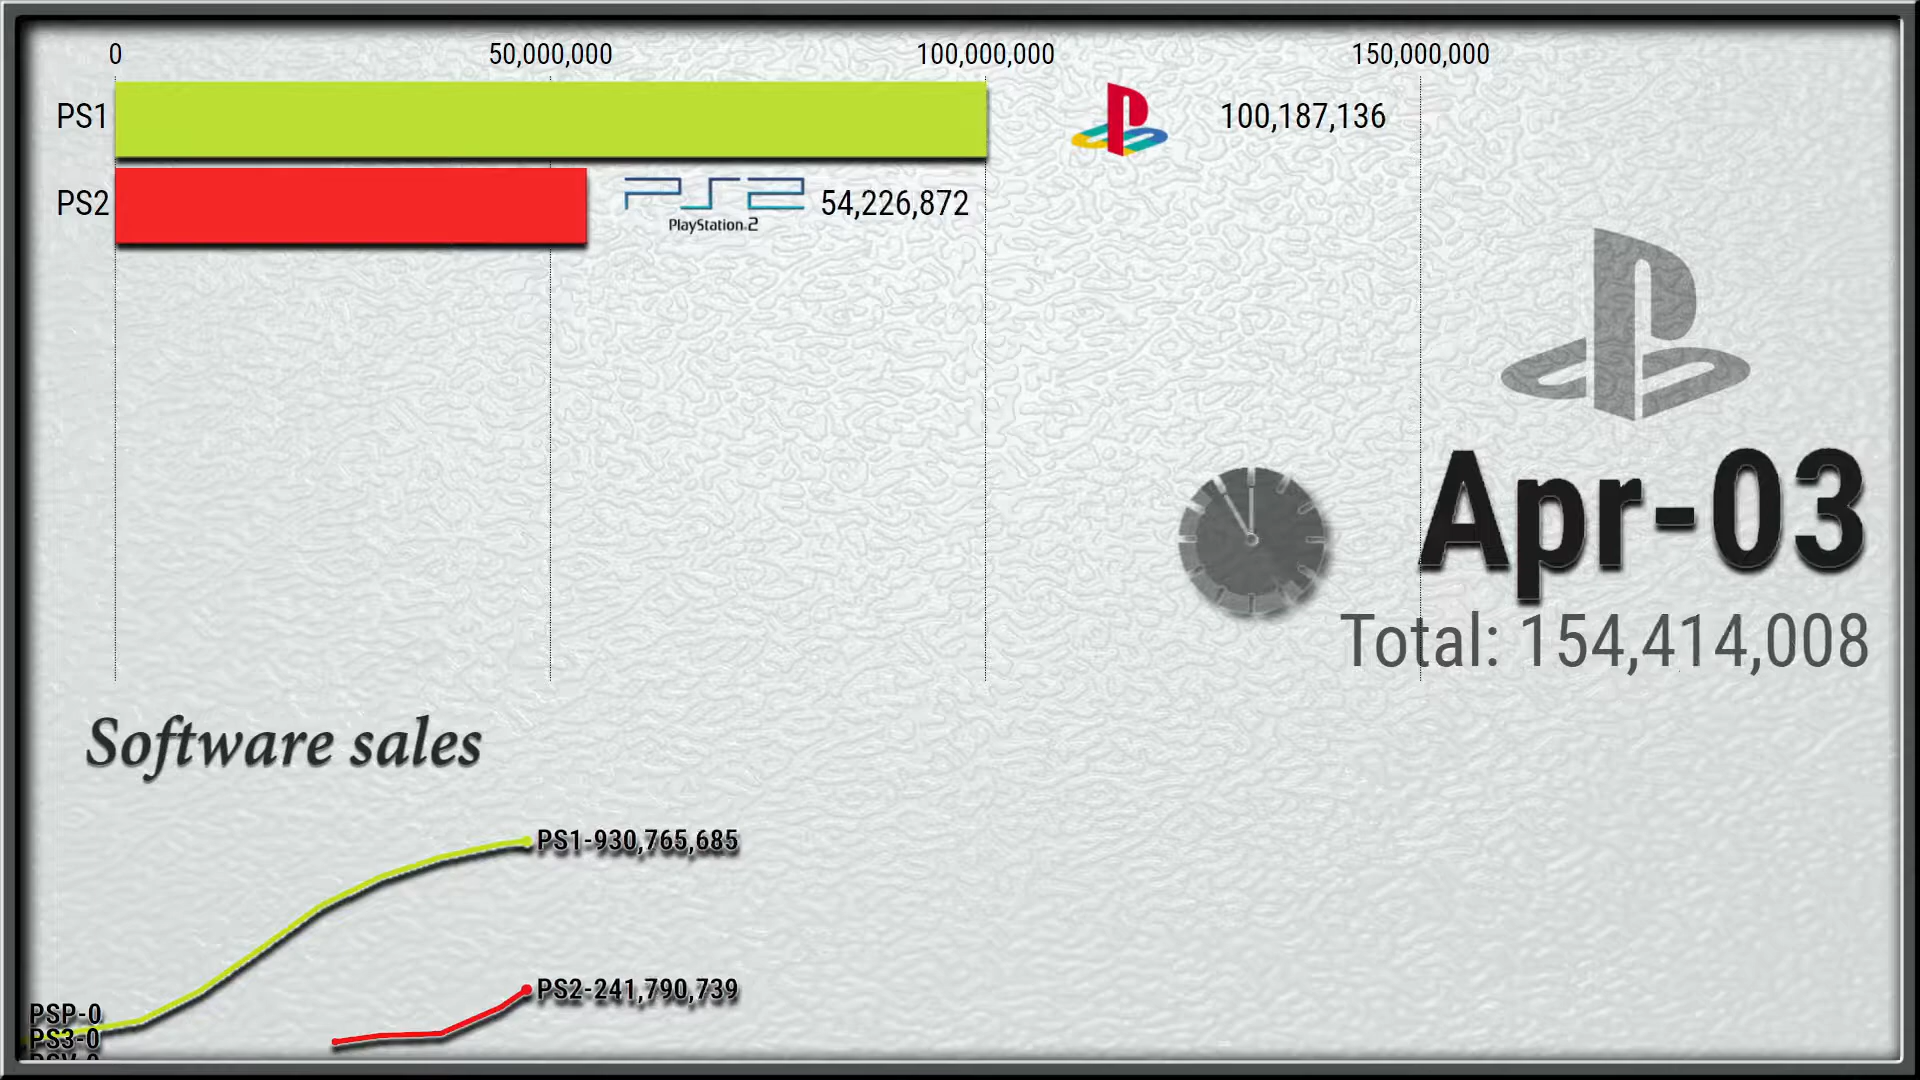 0 50,000,000 100,000,000 150,000,000
PS1 100,187,136
PS2 PS2 54,226,872
PlayStation 2
Apr-03
Total: 154,414,008
Software sales
PS1-930,765,685
PS2-241,790,739
PSP-0
PS3-0